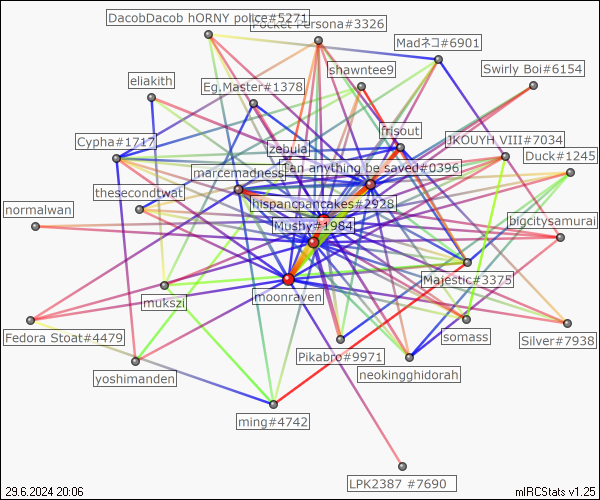 DacobDacob hORNY police#5271
Pocket Persona#3326
Madネコ#6901
shawntee9
Swirly Boi#6154
eliakith
Eg.Master#1378
frisout
Cypha#1717
JKOUYH VIII#7034
zebula
Duck#1245
marcemadness
can anything be saved#0396
thesecondtwat
hispancpancakes#2928
normalwan
bigcitysamurai
Mushy#1984
Majestic#3375
moonraven
mukszi
Fedora Stoat#4479
somass
Silver#7938
Pikabro#9971
yoshimanden
neokingghidorah
ming#4742
LPK2387 #7690
29.6.2024 20:06
mIRCStats v1.25